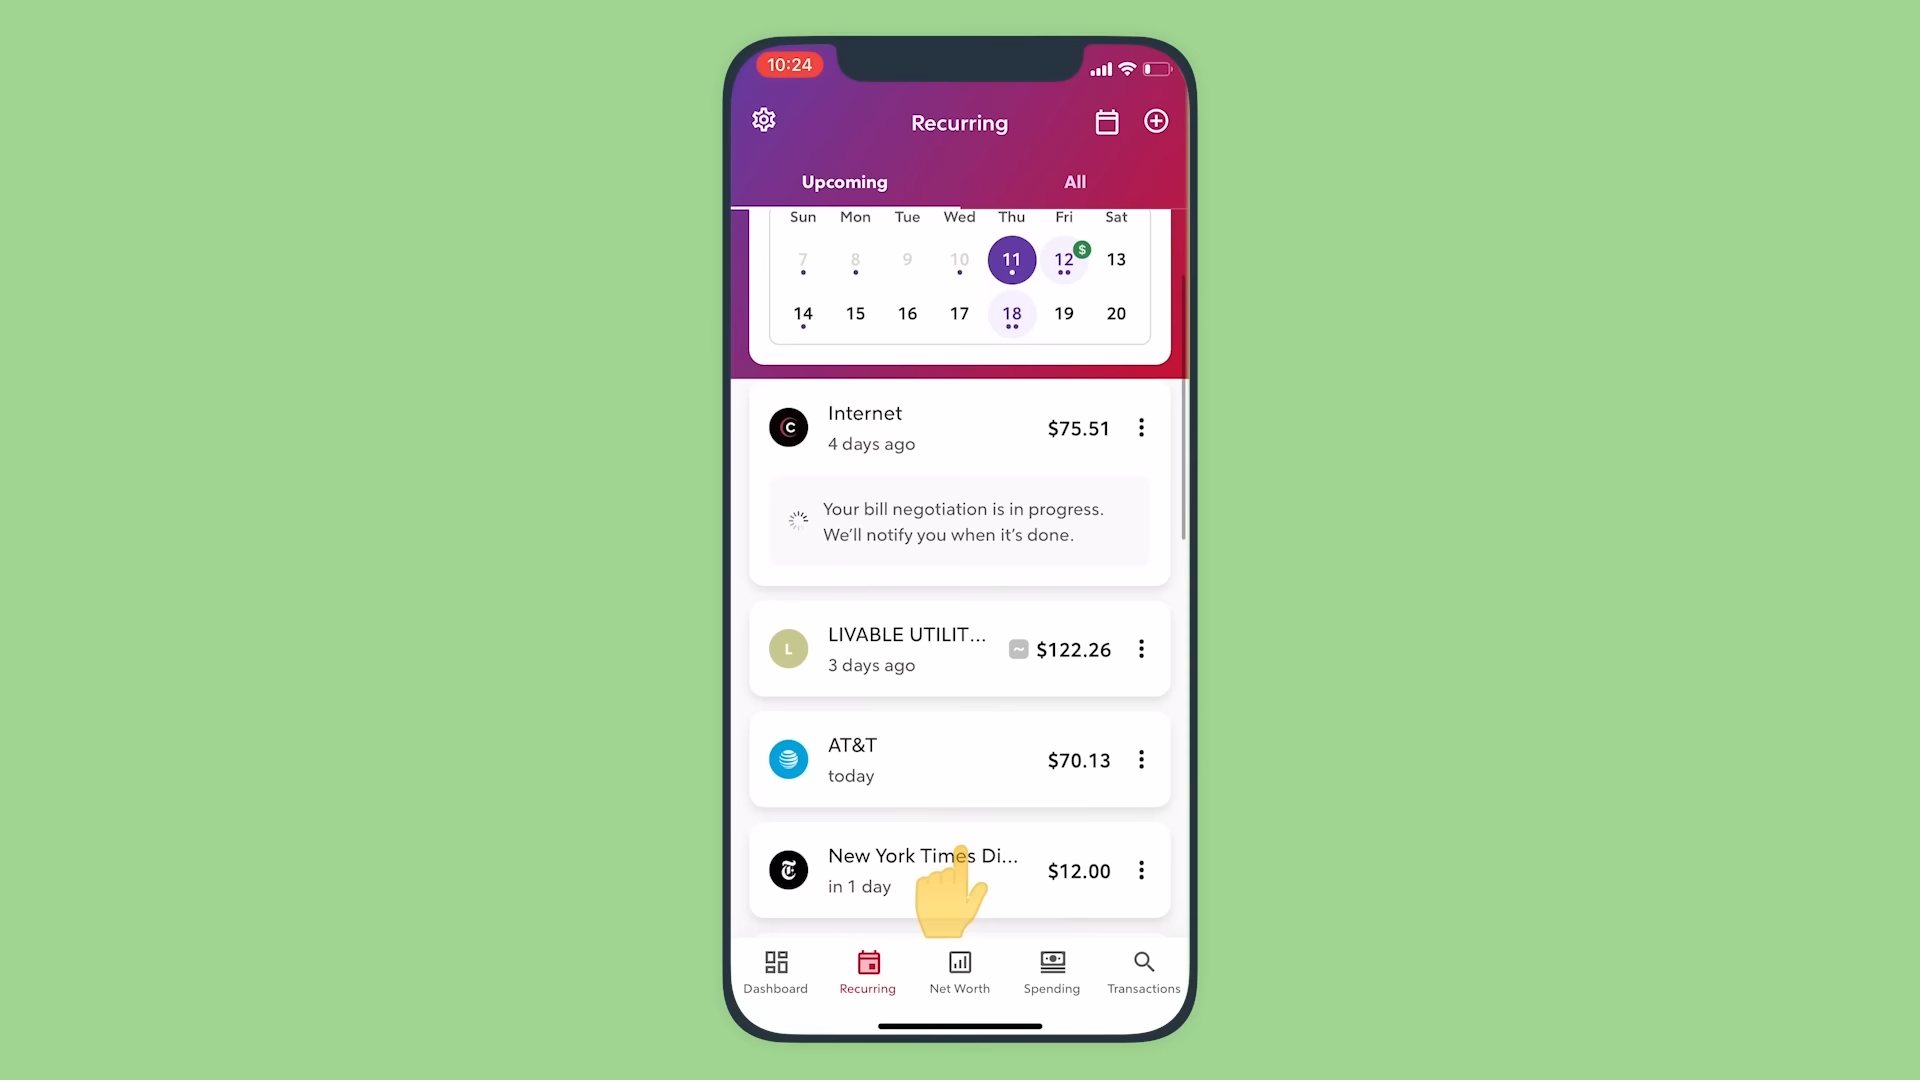 10:24
Recurring
Upcoming All
Sun Mon Tue Wed Thu Fri Sat
7 8 9 10 11 12 $ 13
14 15 16 17 18 19 20
C
Internet
$75.51
4 days ago
Your bill negotiation is in progress.
We'll notify you when it's done.
L
LIVABLE UTILIT...
~ $122.26
3 days ago
AT&T
$70.13
today
T
New York Times Di...
$12.00
in 1 day
Dashboard Recurring Net Worth Spending Transactions